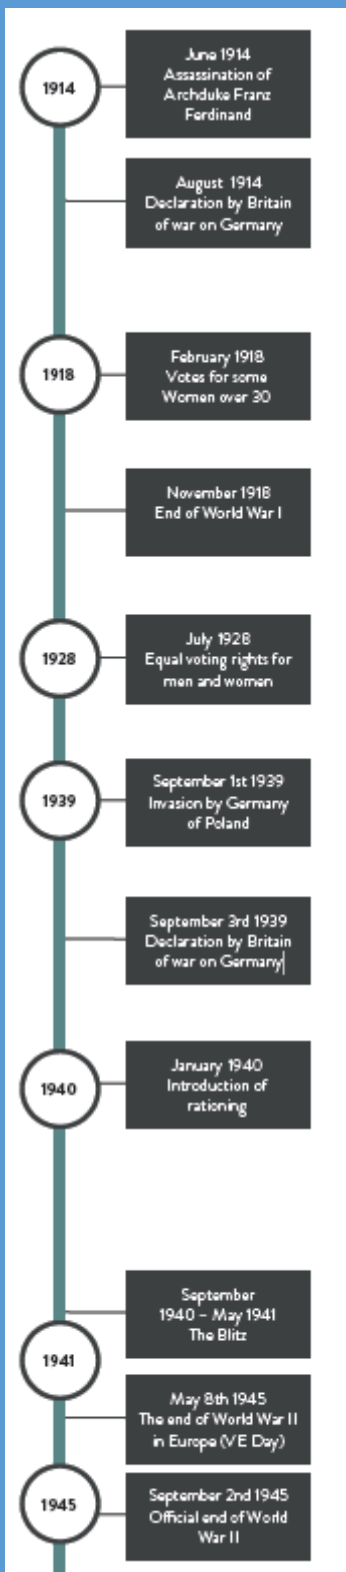 1914
June 1914
Assassination of
Archduke Franz
Ferdinand
August 1914
Declaration by Britain
of war on Germany
1918
February 1918
Votes for some
Women over 30
November 1918
End of World War I
1928
July 1928
Equal voting rights for
men and women
1939
September 1st 1939
Invasion by Germany
of Poland
September 3rd 1939
Declaration by Britain
of war on Germany
1940
January 1940
Introduction of
rationing
September
1940 – May 1941
The Blitz
1941
May 8th 1945
The end of World War II
in Europe (VE Day)
1945
September 2nd 1945
Official end of World
War II